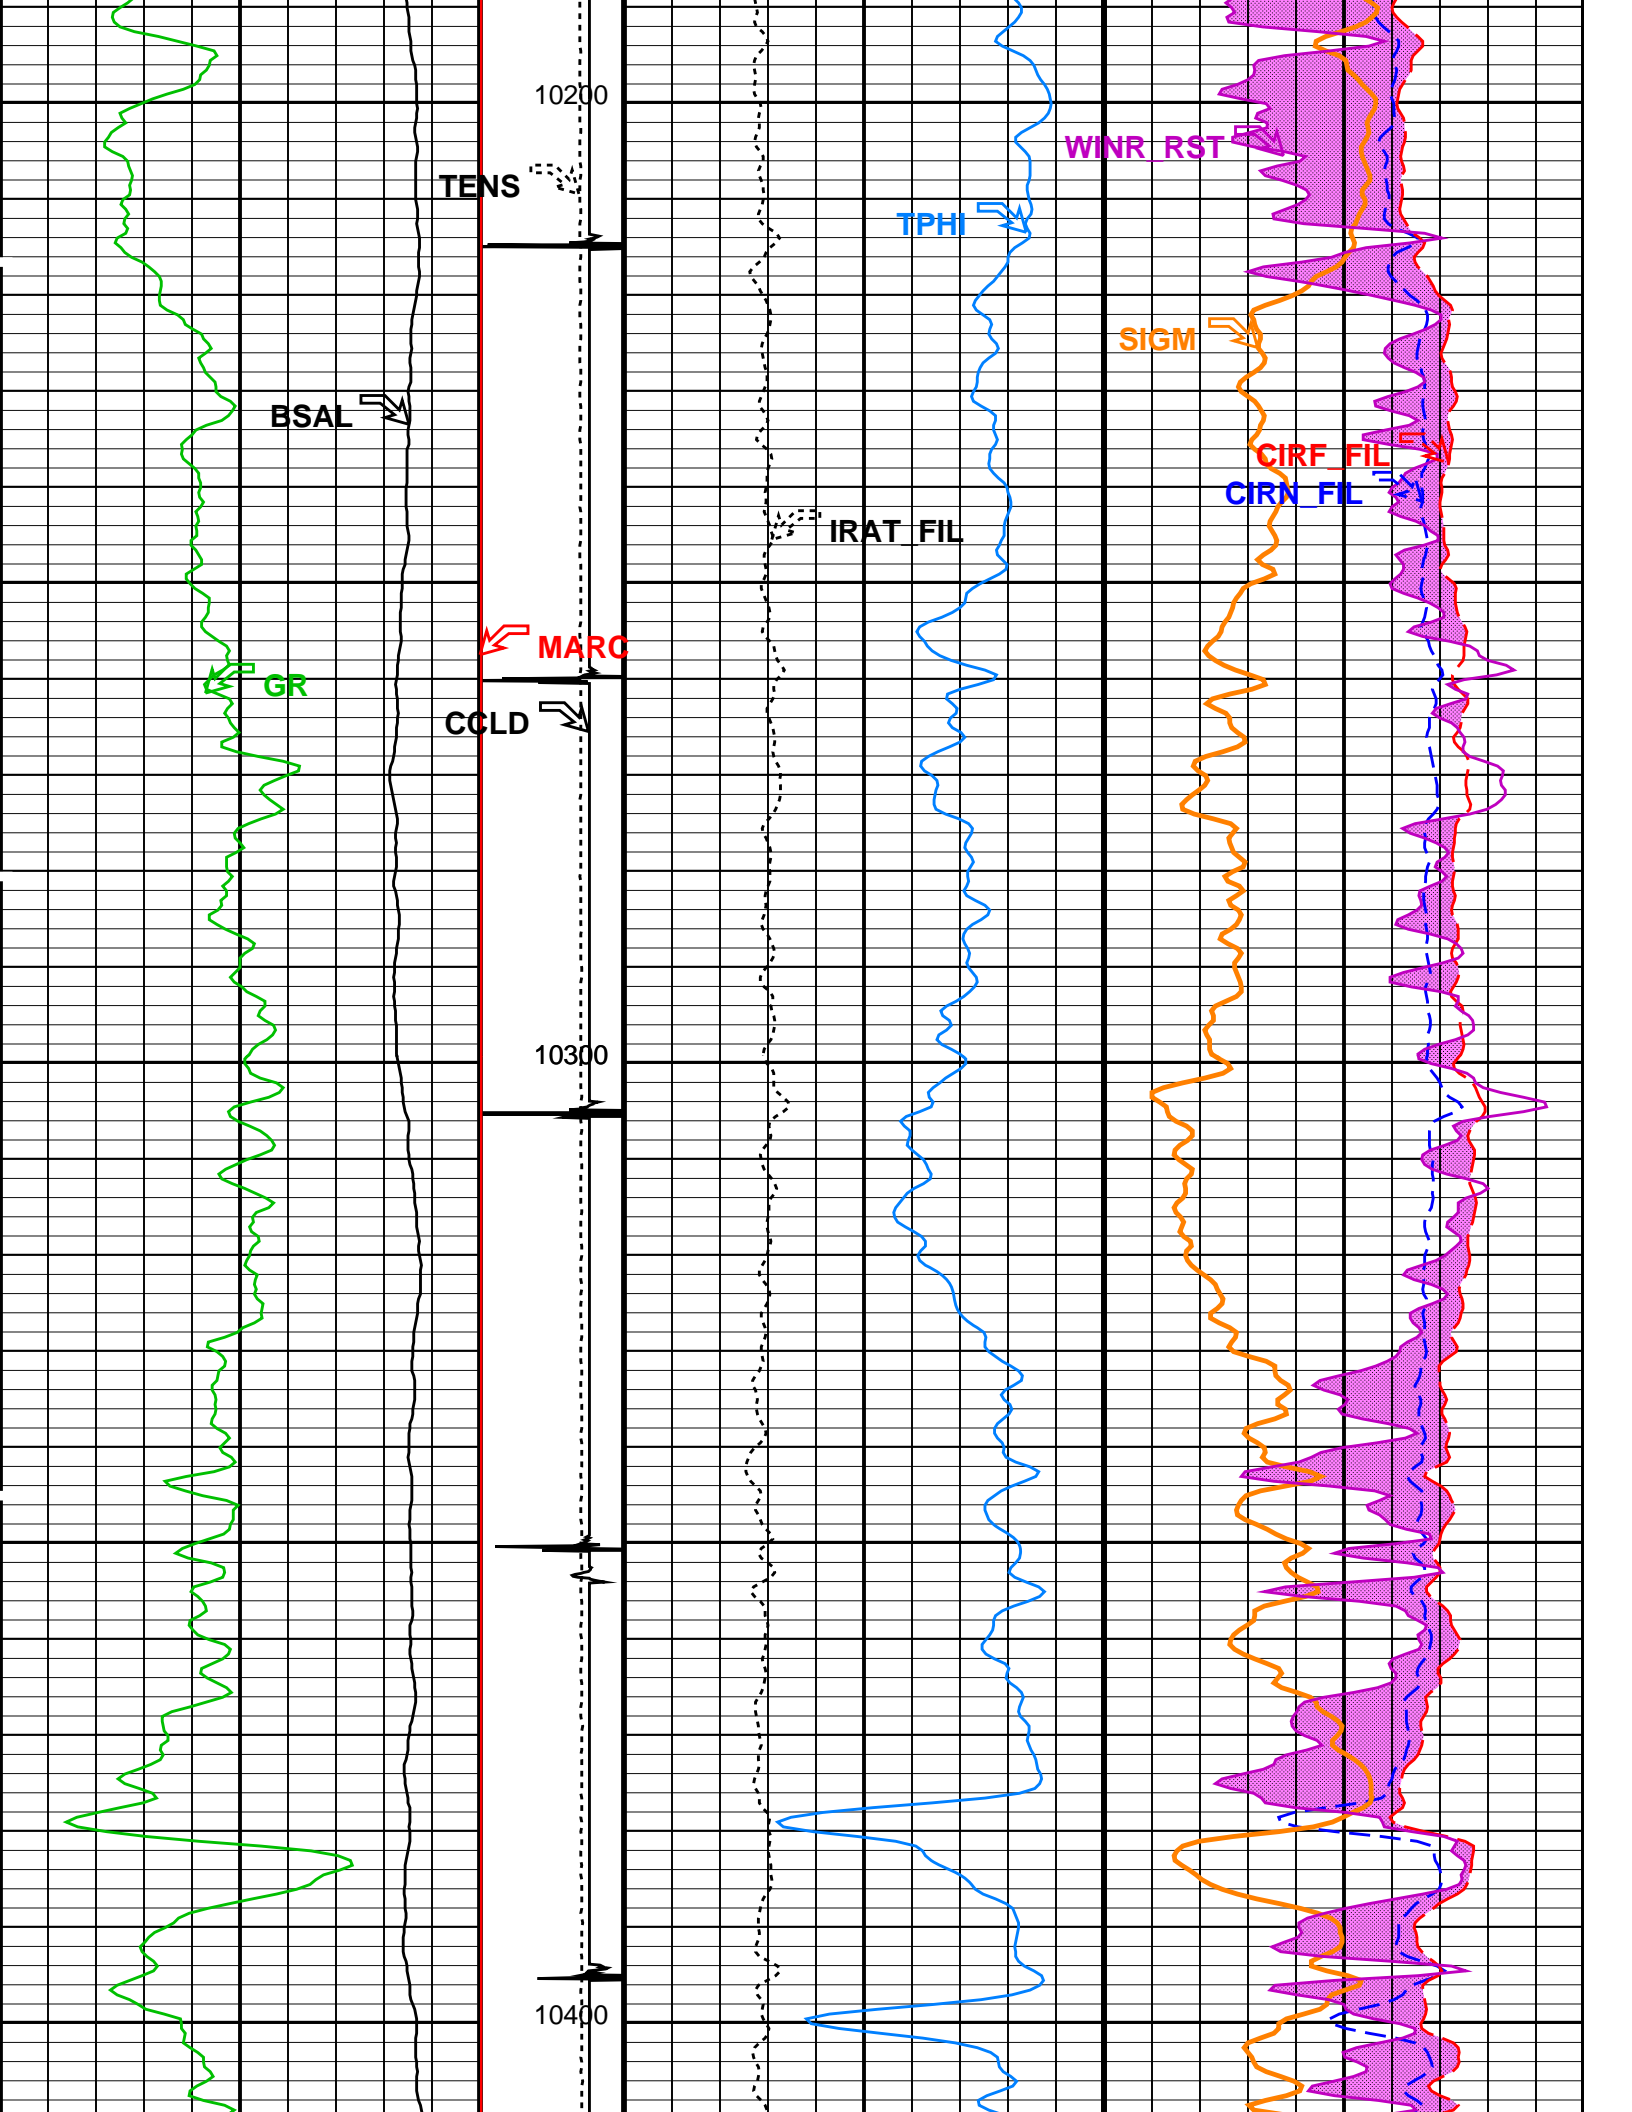 10200
WINR_RST
TENS
TPHI
SIGM
BSAL
CIRF_FIL
CIRN_FIL
IRAT_FIL
MARC
GR
CCLD
10300
10400